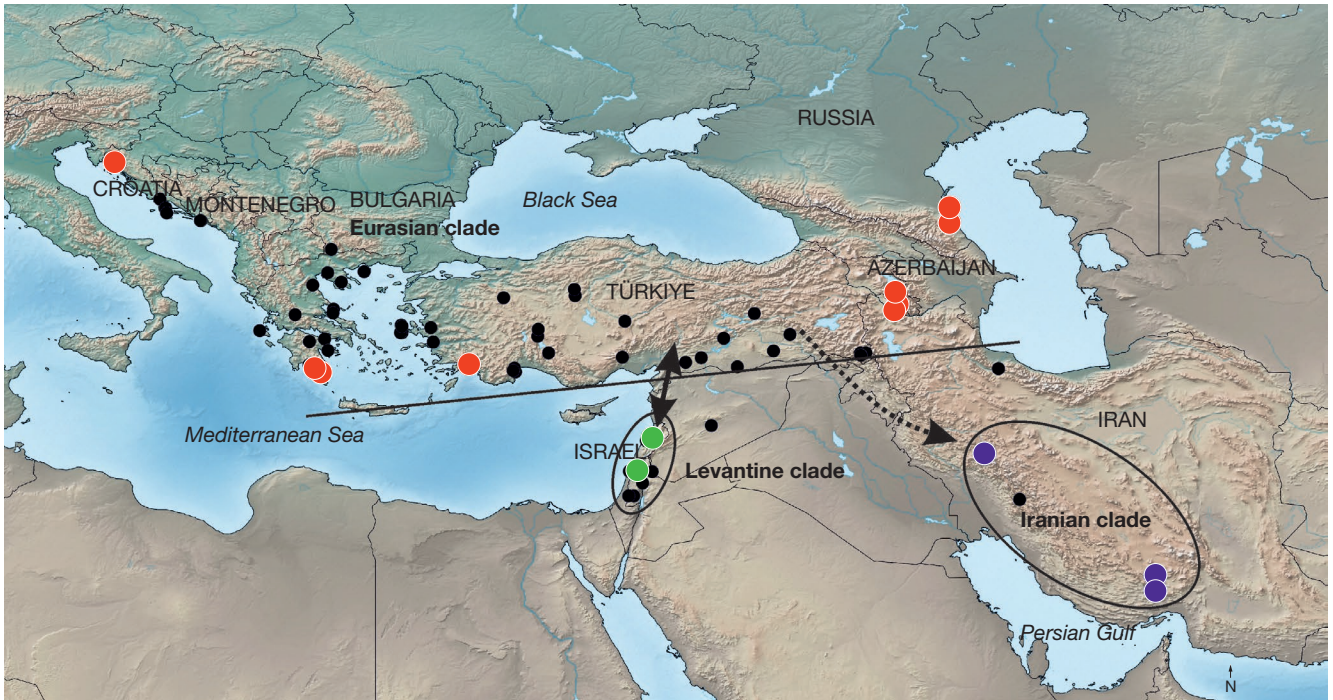 RUSSIA
CROATIA
MONTENEGRO
BULGARIA
Eurasian clade
Black Sea
AZERBAIJAN
TÜRKIYE
Mediterranean Sea
ISRAEL
Levantine clade
IRAN
Iranian clade
Persian Gulf
N